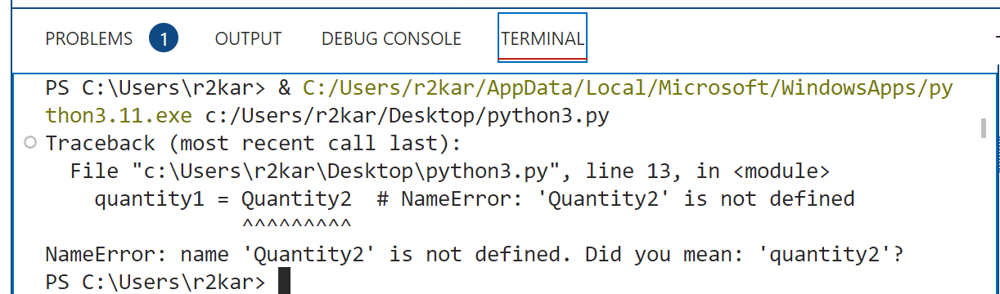 PROBLEMS 1 OUTPUT DEBUG CONSOLE TERMINAL
PS C:\Users\r2kar> & C:/Users/r2kar/AppData/Local/Microsoft/WindowsApps/py
thon3.11.exe c:/Users/r2kar/Desktop/python3.py
Traceback (most recent call last):
  File "c:\Users\r2kar\Desktop\python3.py", line 13, in <module>
    quantity1 = Quantity2  # NameError: 'Quantity2' is not defined
                ^^^^^^^^^
NameError: name 'Quantity2' is not defined. Did you mean: 'quantity2'?
PS C:\Users\r2kar>